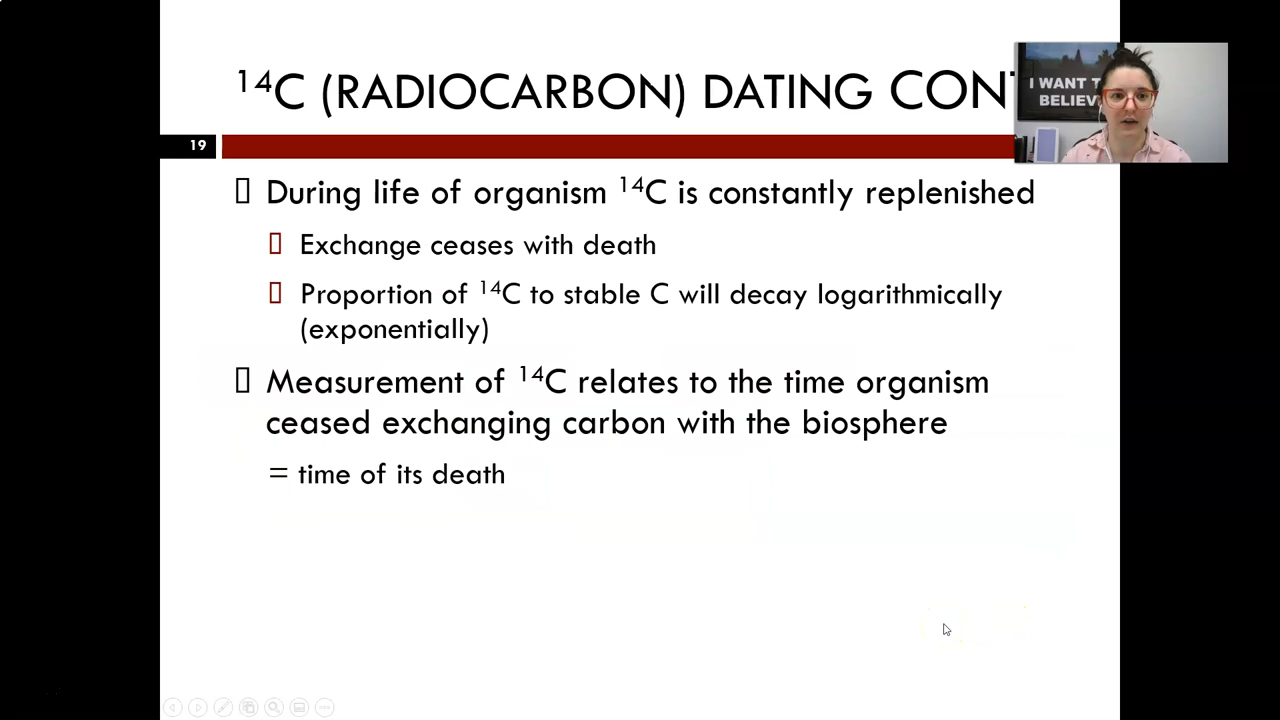 ¹⁴C (RADIOCARBON) DATING CONT
I WANT T
BELIEV
19
During life of organism ¹⁴C is constantly replenished
Exchange ceases with death
Proportion of ¹⁴C to stable C will decay logarithmically
(exponentially)
Measurement of ¹⁴C relates to the time organism
ceased exchanging carbon with the biosphere
= time of its death